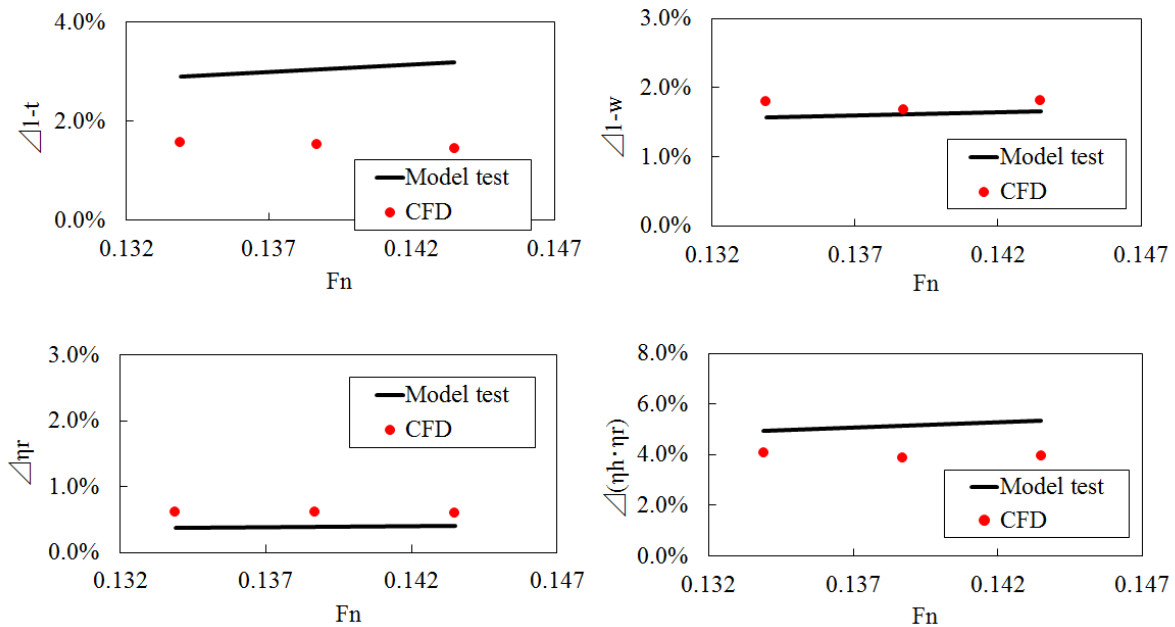 4.0%
2.0%
0.0%
⊿1-t
0.132
0.137
0.142
0.147
Fn
Model test
CFD
3.0%
2.0%
1.0%
0.0%
⊿1-w
0.132
0.137
0.142
0.147
Fn
Model test
CFD
3.0%
2.0%
1.0%
0.0%
⊿ηr
0.132
0.137
0.142
0.147
Fn
Model test
CFD
8.0%
6.0%
4.0%
2.0%
0.0%
⊿(ηh・ηr)
0.132
0.137
0.142
0.147
Fn
Model test
CFD